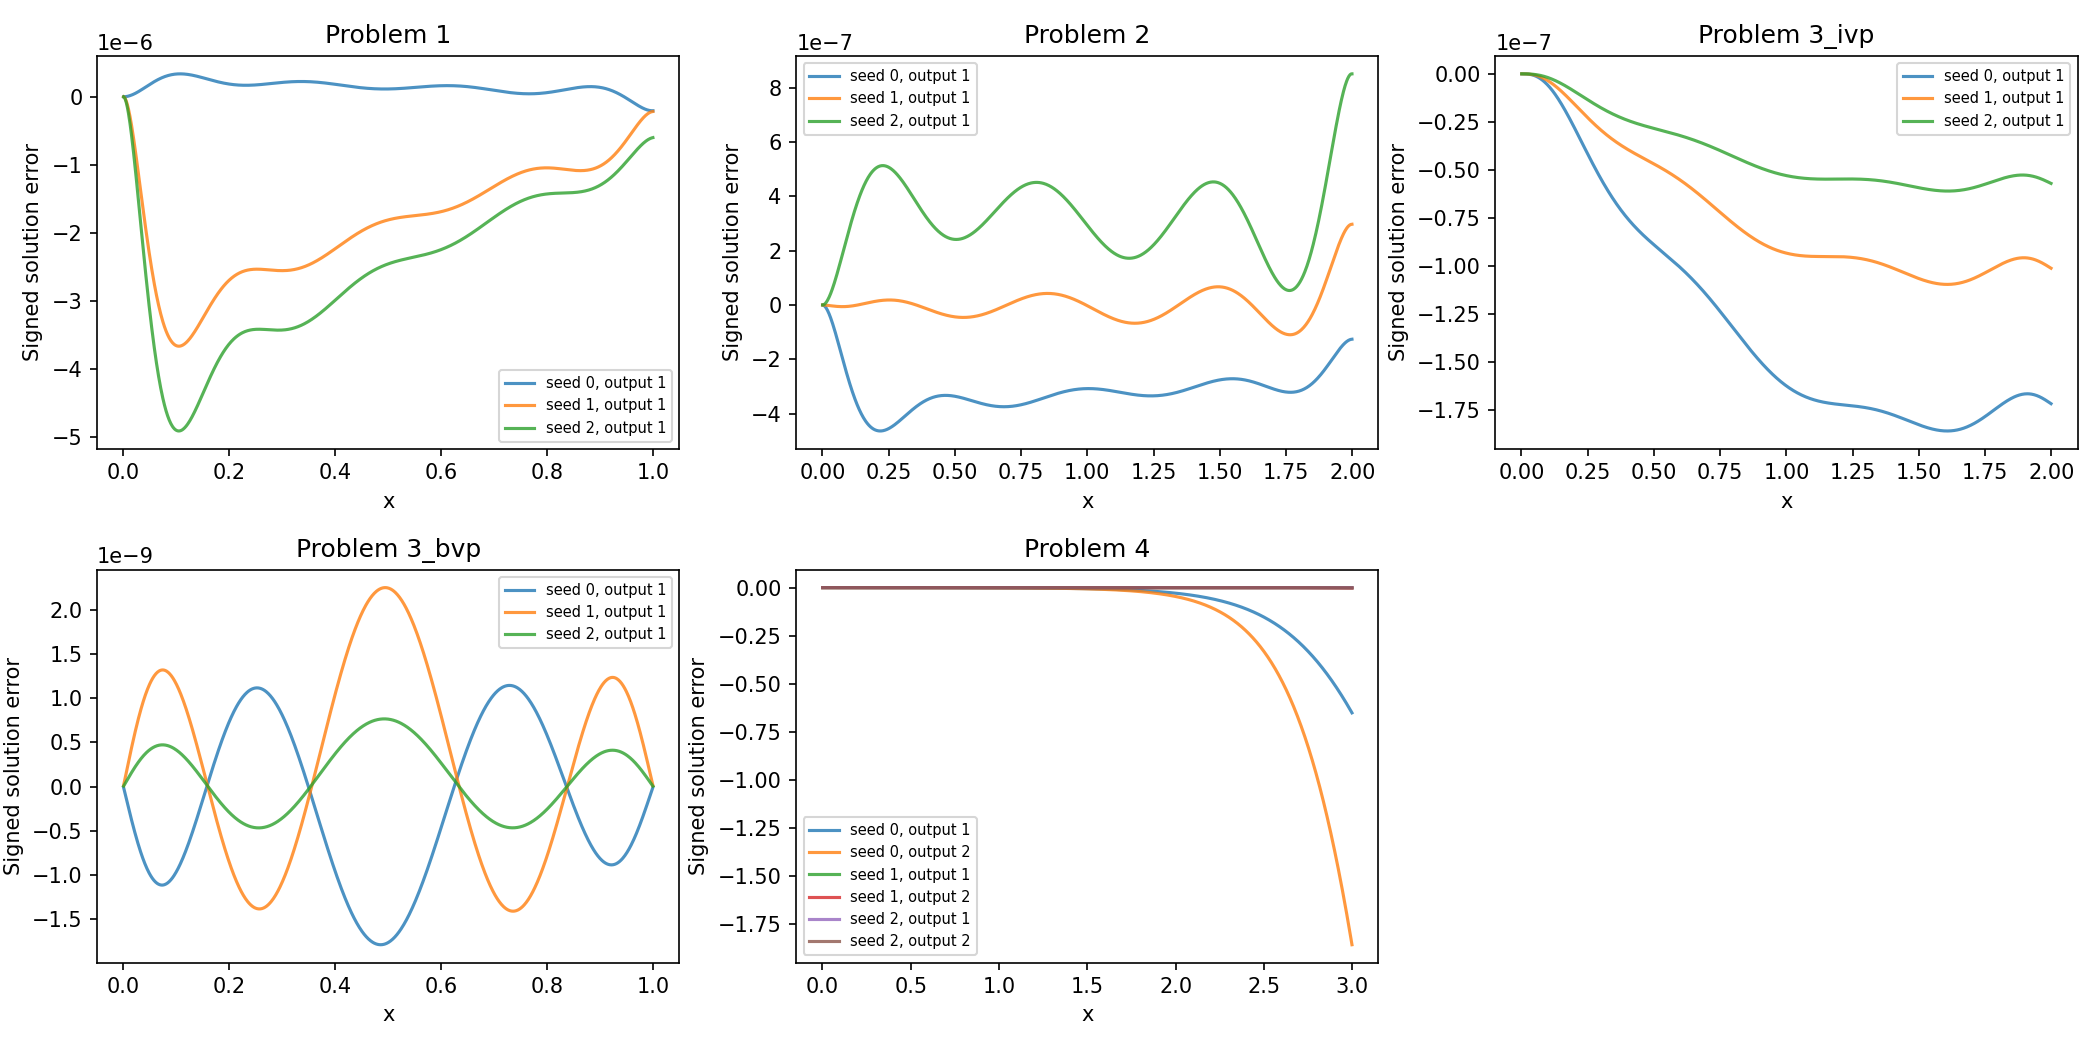 Problem 1
1e−6
0
−1
−2
−3
−4
−5
Signed solution error
seed 0, output 1
seed 1, output 1
seed 2, output 1
0.0 0.2 0.4 0.6 0.8 1.0
x
Problem 2
1e−7
8
6
4
2
0
−2
−4
Signed solution error
seed 0, output 1
seed 1, output 1
seed 2, output 1
0.00 0.25 0.50 0.75 1.00 1.25 1.50 1.75 2.00
x
Problem 3_ivp
1e−7
0.00
−0.25
−0.50
−0.75
−1.00
−1.25
−1.50
−1.75
Signed solution error
seed 0, output 1
seed 1, output 1
seed 2, output 1
0.00 0.25 0.50 0.75 1.00 1.25 1.50 1.75 2.00
x
Problem 3_bvp
1e−9
2.0
1.5
1.0
0.5
0.0
−0.5
−1.0
−1.5
Signed solution error
seed 0, output 1
seed 1, output 1
seed 2, output 1
0.0 0.2 0.4 0.6 0.8 1.0
x
Problem 4
0.00
−0.25
−0.50
−0.75
−1.00
−1.25
−1.50
−1.75
Signed solution error
seed 0, output 1
seed 0, output 2
seed 1, output 1
seed 1, output 2
seed 2, output 1
seed 2, output 2
0.0 0.5 1.0 1.5 2.0 2.5 3.0
x